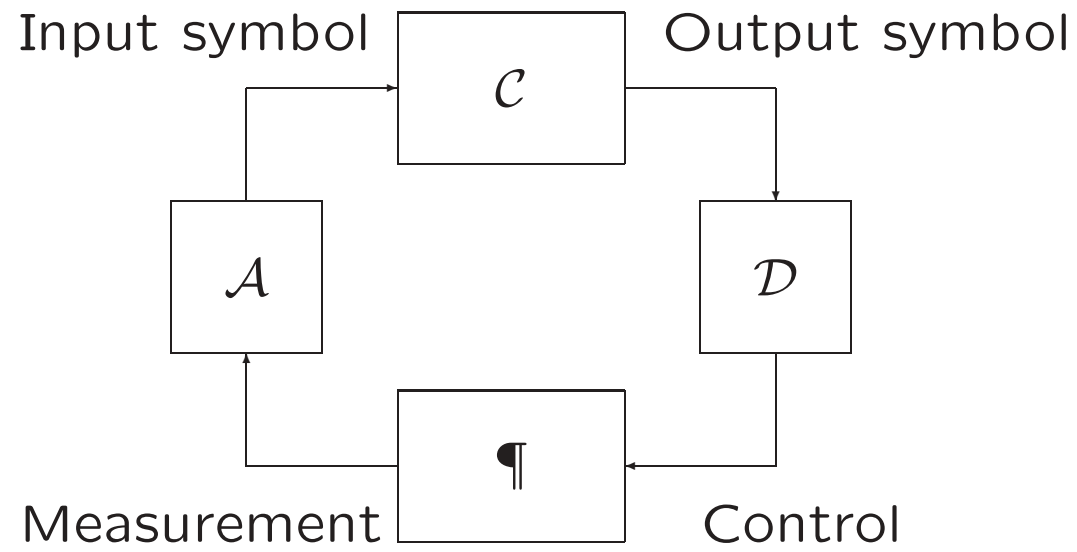 Input symbol
Output symbol
𝒞
𝒜
𝒟
¶
Measurement
Control